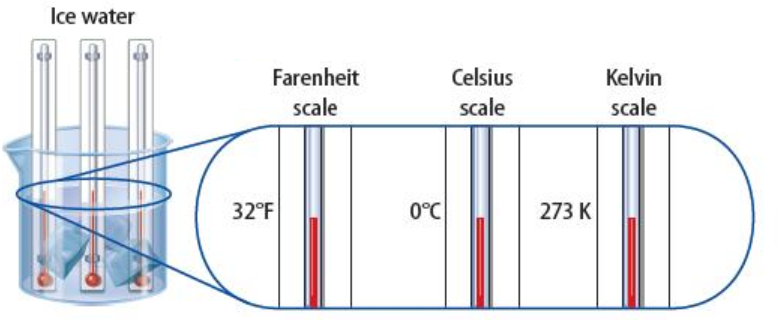 Ice water
Farenheit
scale
Celsius
scale
Kelvin
scale
32°F
0°C
273 K